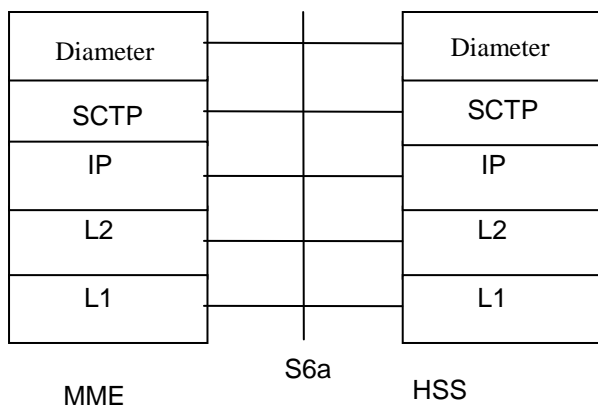 Diameter Diameter
SCTP SCTP
IP IP
L2 L2
L1 L1
S6a
MME HSS